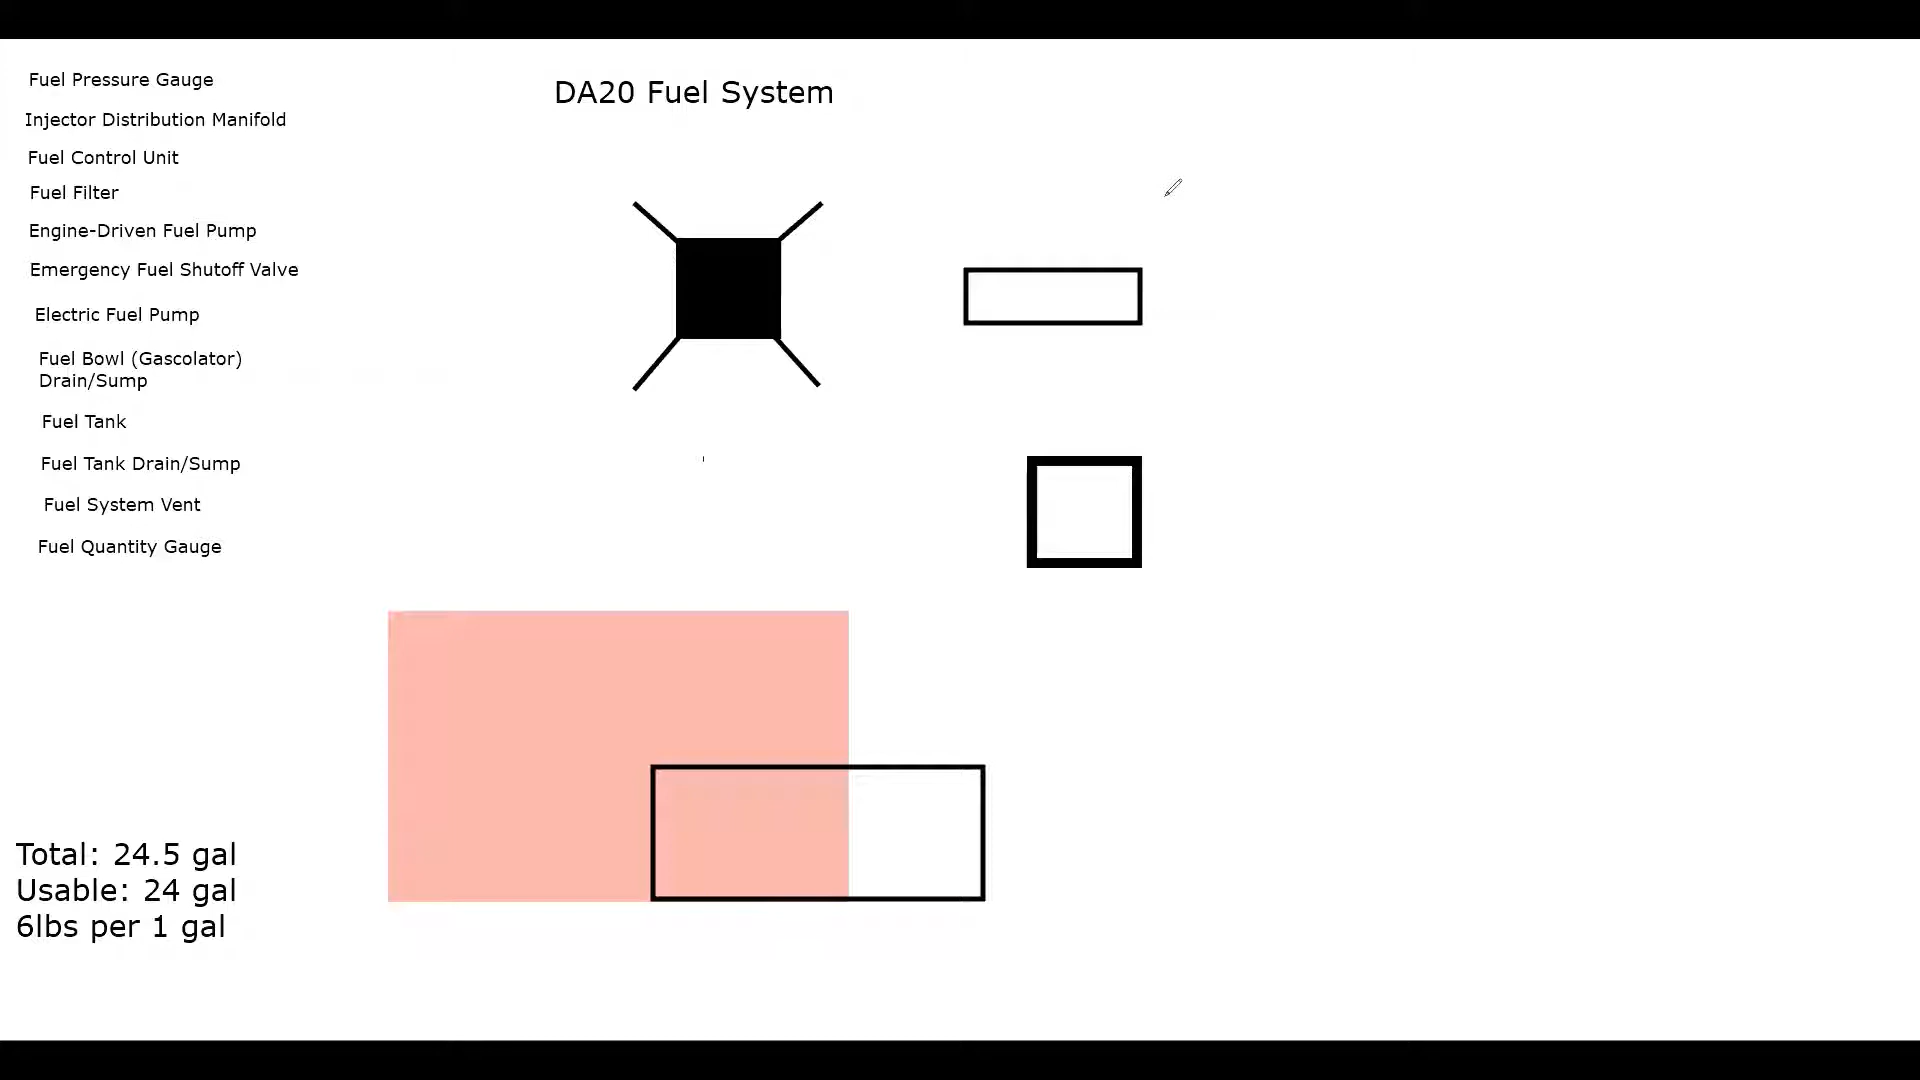 DA20 Fuel System
Fuel Pressure Gauge
Injector Distribution Manifold
Fuel Control Unit
Fuel Filter
Engine-Driven Fuel Pump
Emergency Fuel Shutoff Valve
Electric Fuel Pump
Fuel Bowl (Gascolator)
Drain/Sump
Fuel Tank
Fuel Tank Drain/Sump
Fuel System Vent
Fuel Quantity Gauge
Total: 24.5 gal
Usable: 24 gal
6lbs per 1 gal